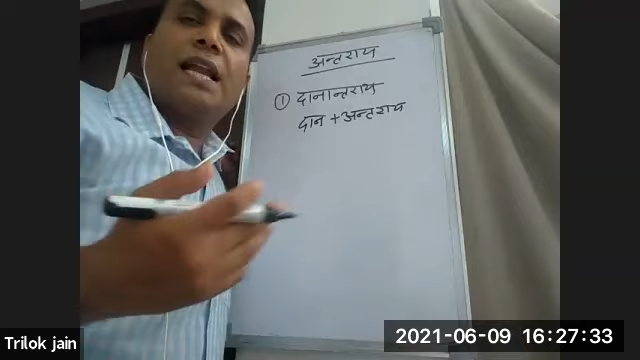 अन्तराय
① दानान्तराय
दान + अन्तराय
Trilok jain
2021-06-09 16:27:33